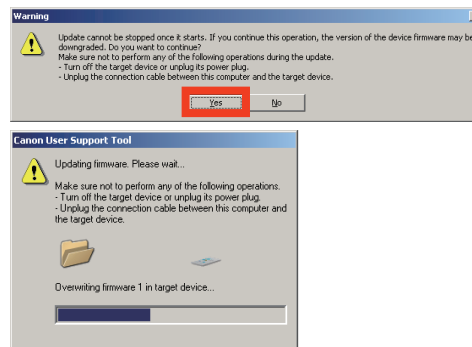 Warning
Update cannot be stopped once it starts. If you continue this operation, the version of the device firmware may be
downgraded. Do you want to continue?
Make sure not to perform any of the following operations during the update.
- Turn off the target device or unplug its power plug.
- Unplug the connection cable between this computer and the target device.
Yes
No
Canon User Support Tool
Updating firmware. Please wait...
Make sure not to perform any of the following operations.
- Turn off the target device or unplug its power plug.
- Unplug the connection cable between this computer and
the target device.
Overwriting firmware 1 in target device...